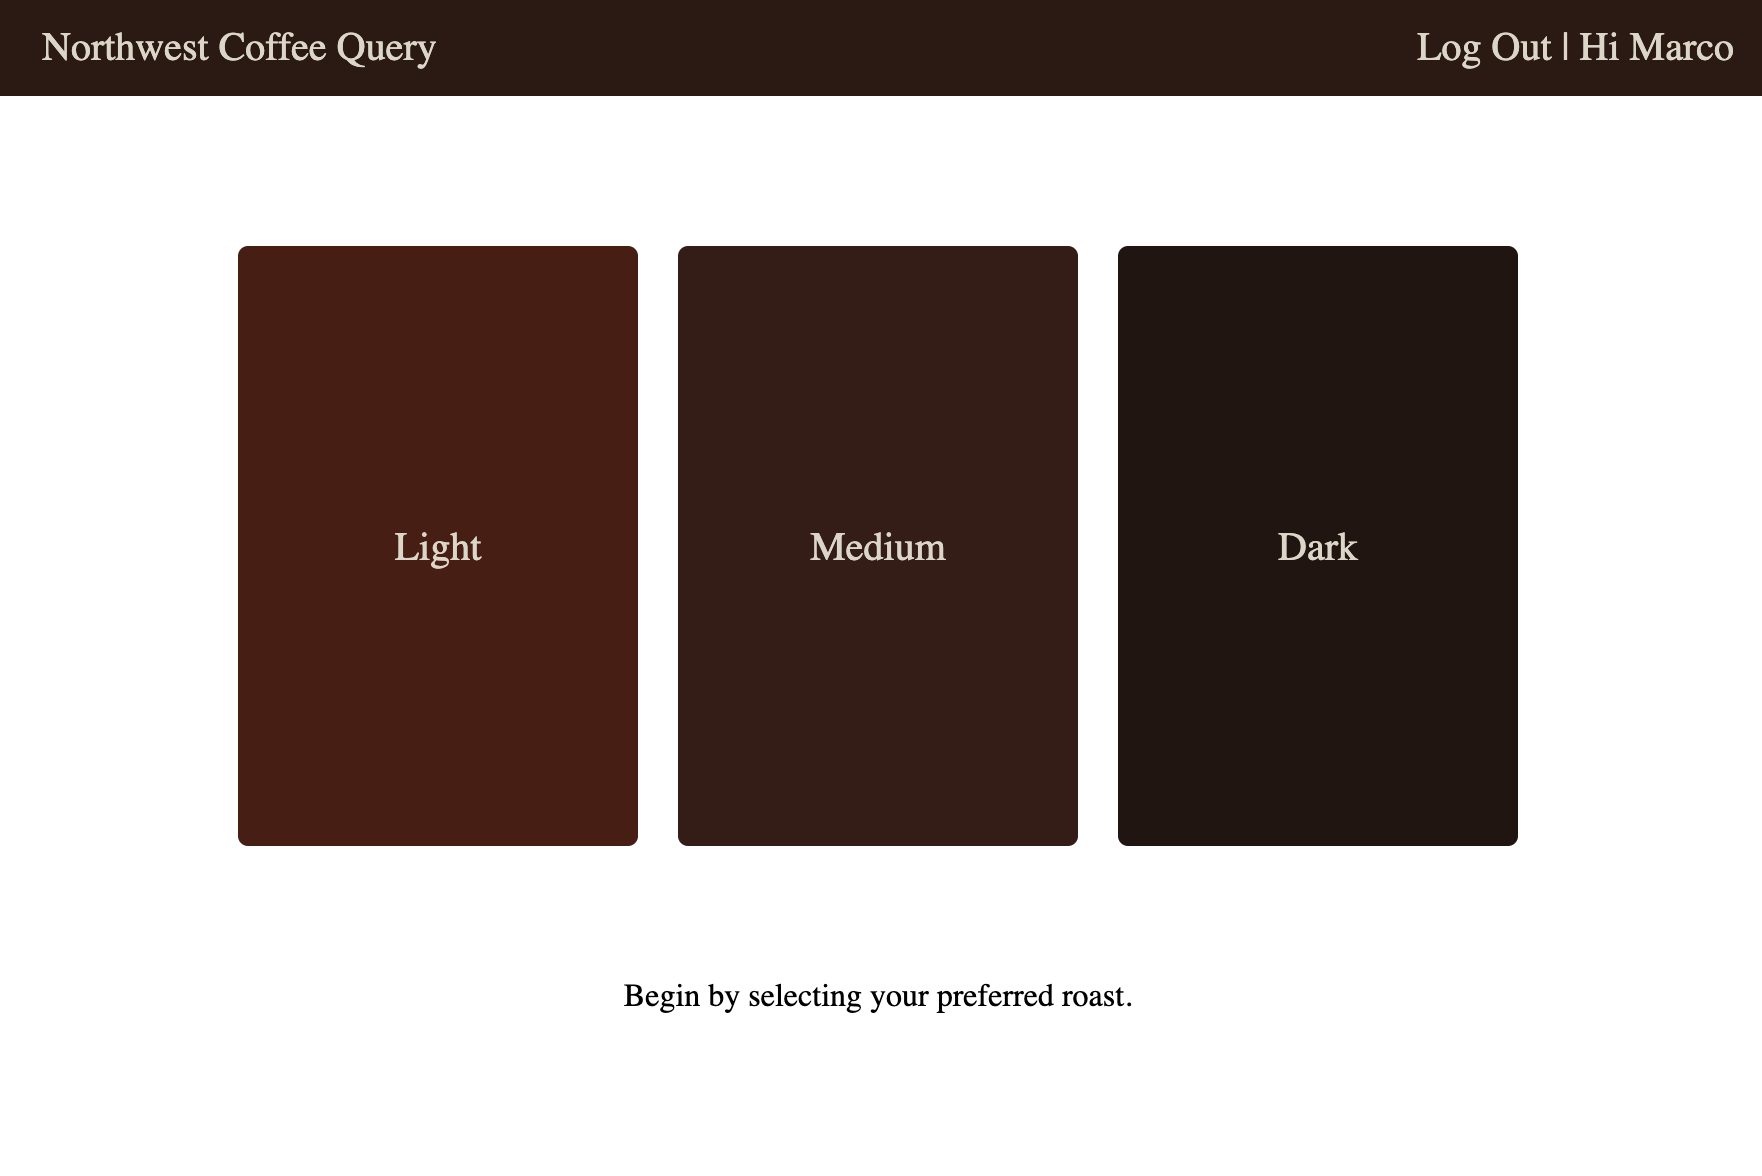 Northwest Coffee Query
Log Out | Hi Marco
Light
Medium
Dark
Begin by selecting your preferred roast.